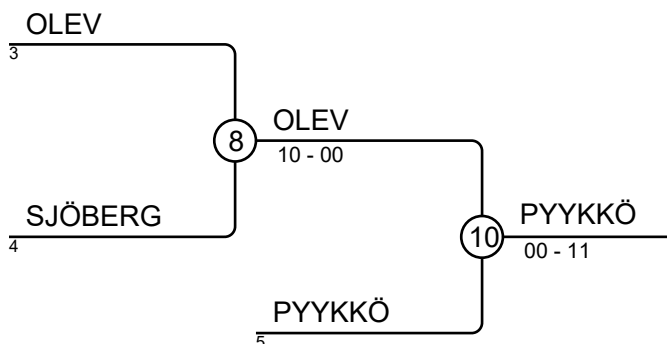 OLEV
3
8
OLEV
10 - 00
SJÖBERG
4
10
PYYKKÖ
00 - 11
PYYKKÖ
5